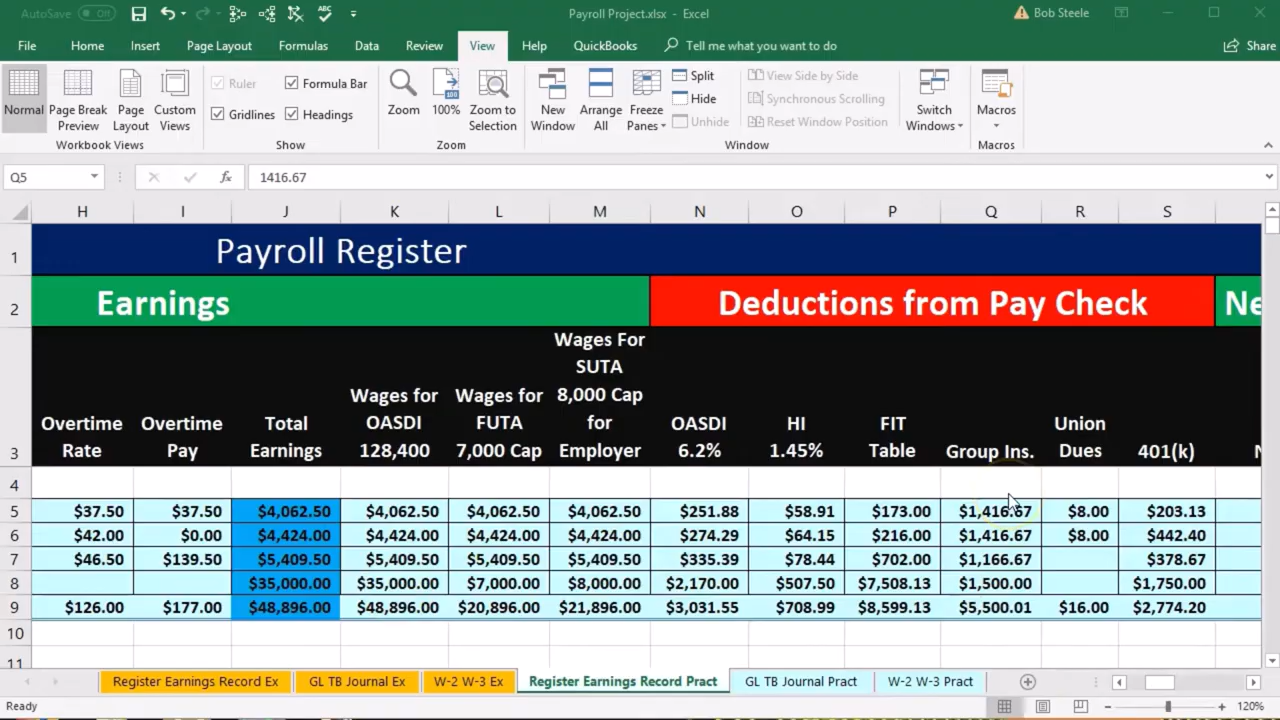 AutoSave Off Payroll Project.xlsx - Excel Bob Steele
File Home Insert Page Layout Formulas Data Review View Help QuickBooks Tell me what you want to do Share
Normal Page Break Preview Page Layout Custom Views
Workbook Views
Ruler Formula Bar
Gridlines Headings
Show
Zoom 100% Zoom to Selection
Zoom
New Window Arrange All Freeze Panes
Split
Hide
Unhide
View Side by Side
Synchronous Scrolling
Reset Window Position
Switch Windows
Window
Macros
Macros
Q5 fx 1416.67
H I J K L M N O P Q R S
1 Payroll Register
2 Earnings Deductions from Pay Check Ne
Wages For
SUTA
Wages for Wages for 8,000 Cap
Overtime Overtime Total OASDI FUTA for OASDI HI FIT Union
3 Rate Pay Earnings 128,400 7,000 Cap Employer 6.2% 1.45% Table Group Ins. Dues 401(k) N
4
5 $37.50 $37.50 $4,062.50 $4,062.50 $4,062.50 $4,062.50 $251.88 $58.91 $173.00 $1,416.67 $8.00 $203.13
6 $42.00 $0.00 $4,424.00 $4,424.00 $4,424.00 $4,424.00 $274.29 $64.15 $216.00 $1,416.67 $8.00 $442.40
7 $46.50 $139.50 $5,409.50 $5,409.50 $5,409.50 $5,409.50 $335.39 $78.44 $702.00 $1,166.67 $378.67
8 $35,000.00 $35,000.00 $7,000.00 $8,000.00 $2,170.00 $507.50 $7,508.13 $1,500.00 $1,750.00
9 $126.00 $177.00 $48,896.00 $48,896.00 $20,896.00 $21,896.00 $3,031.55 $708.99 $8,599.13 $5,500.01 $16.00 $2,774.20
10
11
Register Earnings Record Ex GL TB Journal Ex W-2 W-3 Ex Register Earnings Record Pract GL TB Journal Pract W-2 W-3 Pract
Ready 120%